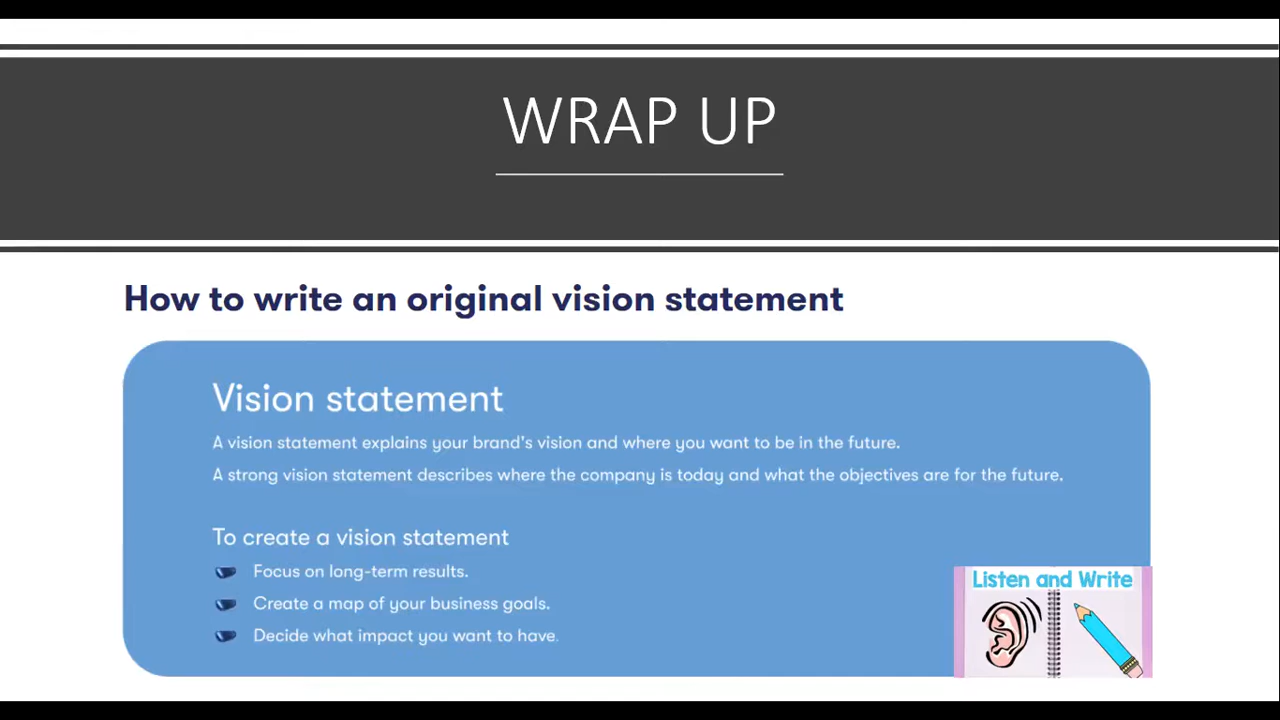 WRAP UP
How to write an original vision statement
Vision statement
A vision statement explains your brand's vision and where you want to be in the future.
A strong vision statement describes where the company is today and what the objectives are for the future.
To create a vision statement
Focus on long-term results.
Create a map of your business goals.
Decide what impact you want to have.
Listen and Write